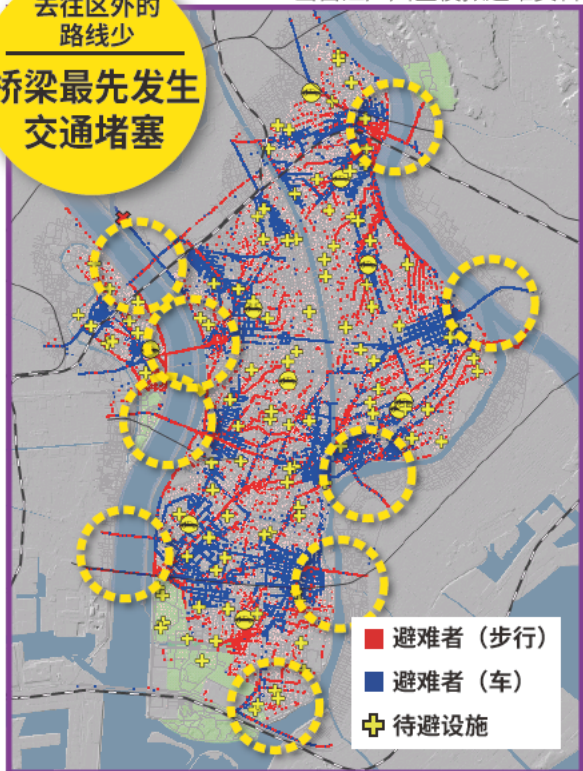 去往区外的
路线少
桥梁最先发生
交通堵塞
避难者（步行）
避难者（车）
待避设施